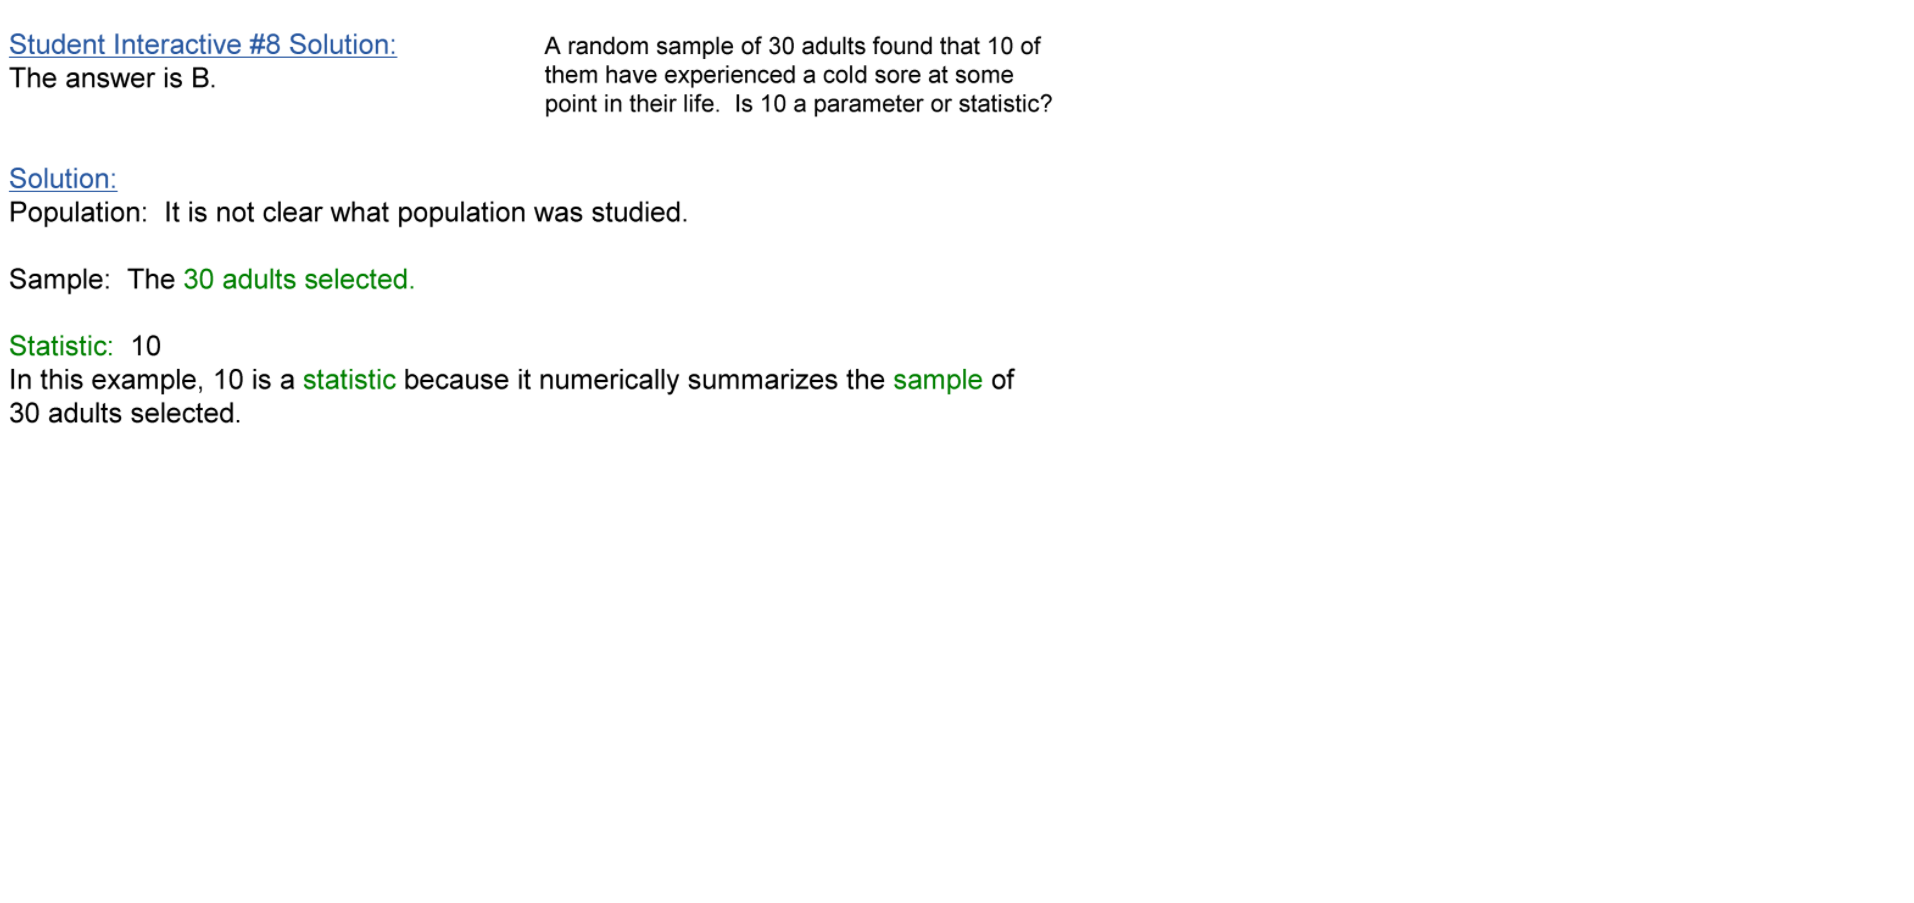 Student Interactive #8 Solution:
The answer is B.
A random sample of 30 adults found that 10 of
them have experienced a cold sore at some
point in their life.  Is 10 a parameter or statistic?
Solution:
Population:  It is not clear what population was studied.
Sample:  The 30 adults selected.
Statistic:  10
In this example, 10 is a statistic because it numerically summarizes the sample of
30 adults selected.